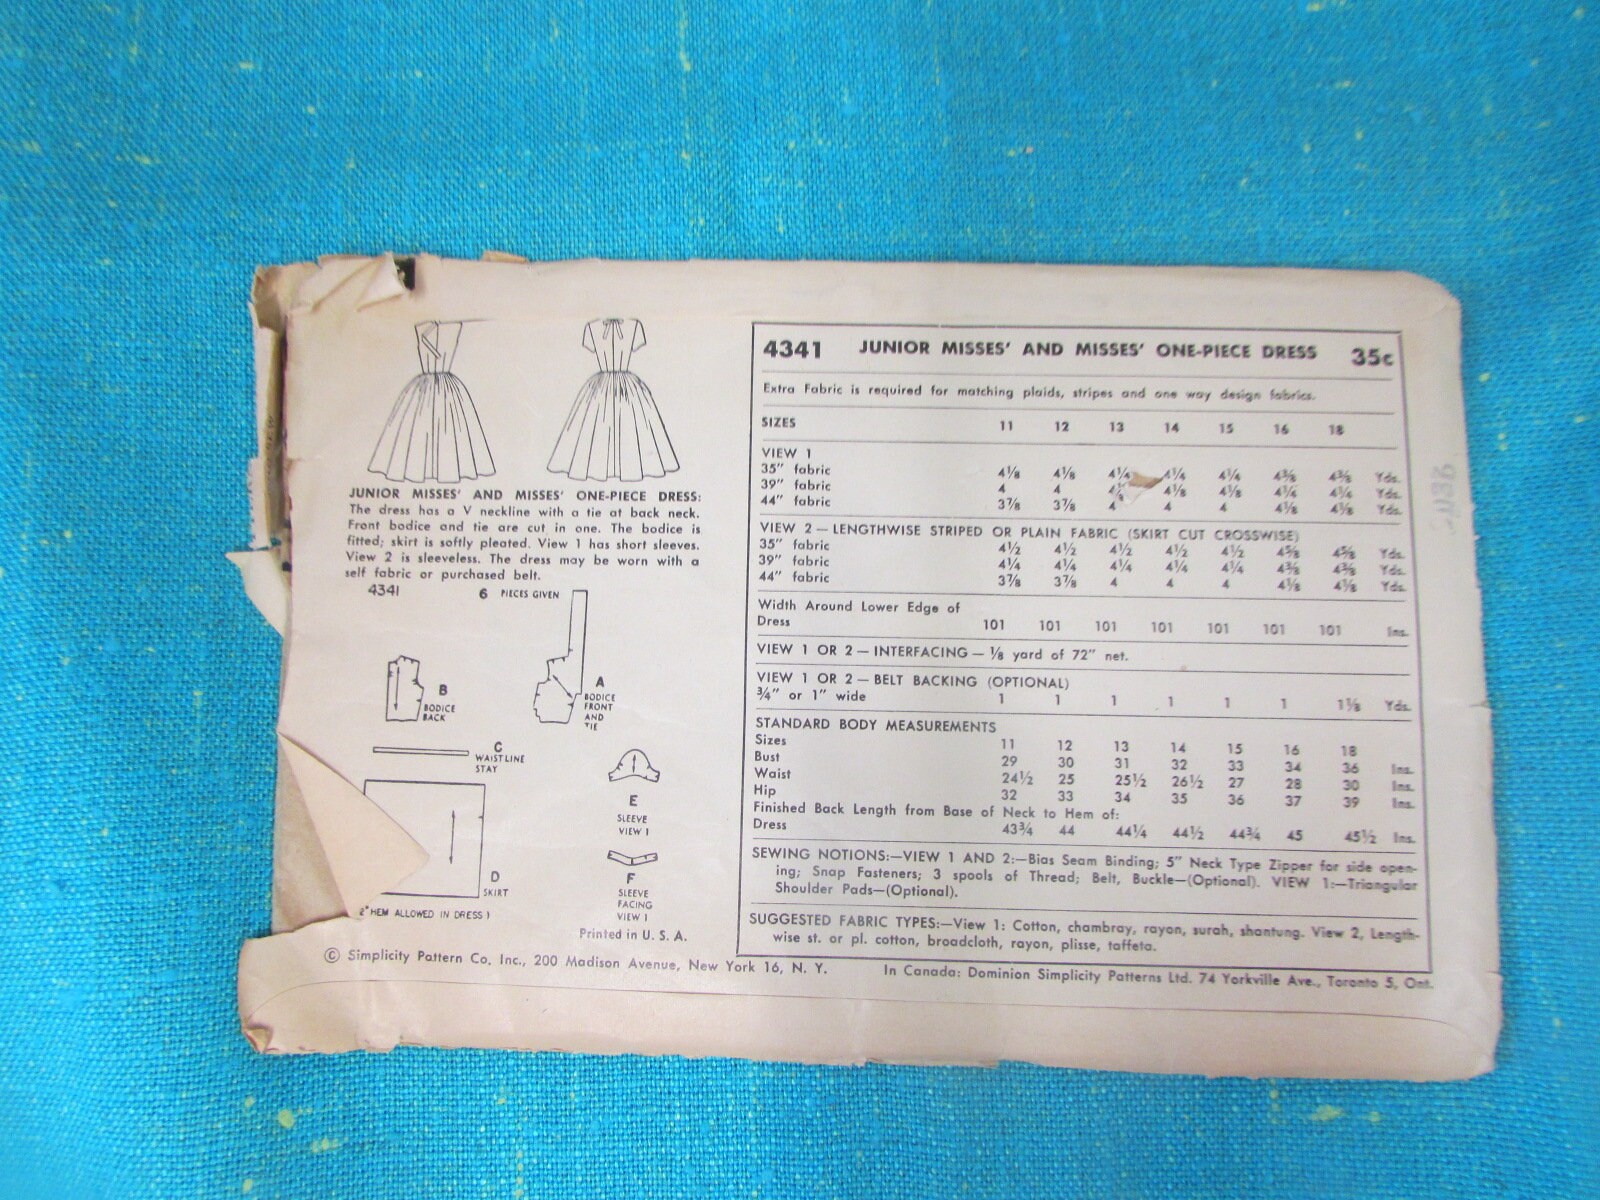 JUNIOR MISSES' AND MISSES' ONE-PIECE DRESS:
The dress has a V neckline with a tie at back neck.
Front bodice and tie are cut in one. The bodice is
fitted; skirt is softly pleated. View 1 has short sleeves.
View 2 is sleeveless. The dress may be worn with a
self fabric or purchased belt.
4341 6 PIECES GIVEN
A
BODICE
FRONT
AND
TIE
B
BODICE
BACK
C
WAISTLINE
STAY
D
SKIRT
E
SLEEVE
VIEW 1
F
SLEEVE
FACING
VIEW 1
2" HEM ALLOWED IN DRESS)
Printed in U. S. A.
4341 JUNIOR MISSES' AND MISSES' ONE-PIECE DRESS 35c
Extra Fabric is required for matching plaids, stripes and one way design fabrics.
SIZES 11 12 13 14 15 16 18
VIEW 1
35" fabric 4⅛ 4⅛ 4¼ 4¼ 4¼ 4⅜ 4⅜ Yds.
39" fabric 4 4 4⅛ 4⅛ 4¼ 4¼ Yds.
44" fabric 3⅞ 3⅞ 4 4 4 4⅛ 4⅛ Yds.
VIEW 2 — LENGTHWISE STRIPED OR PLAIN FABRIC (SKIRT CUT CROSSWISE)
35" fabric 4½ 4½ 4½ 4½ 4½ 4⅝ 4⅝ Yds.
39" fabric 4¼ 4¼ 4¼ 4¼ 4¼ 4⅜ 4⅜ Yds.
44" fabric 3⅞ 3⅞ 4 4 4 4⅛ 4⅛ Yds.
Width Around Lower Edge of
Dress 101 101 101 101 101 101 101 Ins.
VIEW 1 OR 2 — INTERFACING — ⅛ yard of 72" net.
VIEW 1 OR 2 — BELT BACKING (OPTIONAL)
¾" or 1" wide 1 1 1 1 1 1 1⅛ Yds.
STANDARD BODY MEASUREMENTS
Sizes 11 12 13 14 15 16 18
Bust 29 30 31 32 33 34 36 Ins.
Waist 24½ 25 25½ 26½ 27 28 30 Ins.
Hip 32 33 34 35 36 37 39 Ins.
Finished Back Length from Base of Neck to Hem of:
Dress 43¾ 44 44¼ 44½ 44¾ 45 45½ Ins.
SEWING NOTIONS:—VIEW 1 AND 2:—Bias Seam Binding; 5" Neck Type Zipper for side open-
ing; Snap Fasteners; 3 spools of Thread; Belt, Buckle—(Optional). VIEW 1:—Triangular
Shoulder Pads—(Optional).
SUGGESTED FABRIC TYPES:—View 1: Cotton, chambray, rayon, surah, shantung. View 2, Length-
wise st. or pl. cotton, broadcloth, rayon, plisse, taffeta.
© Simplicity Pattern Co. Inc., 200 Madison Avenue, New York 16, N. Y. In Canada: Dominion Simplicity Patterns Ltd. 74 Yorkville Ave., Toronto 5, Ont.